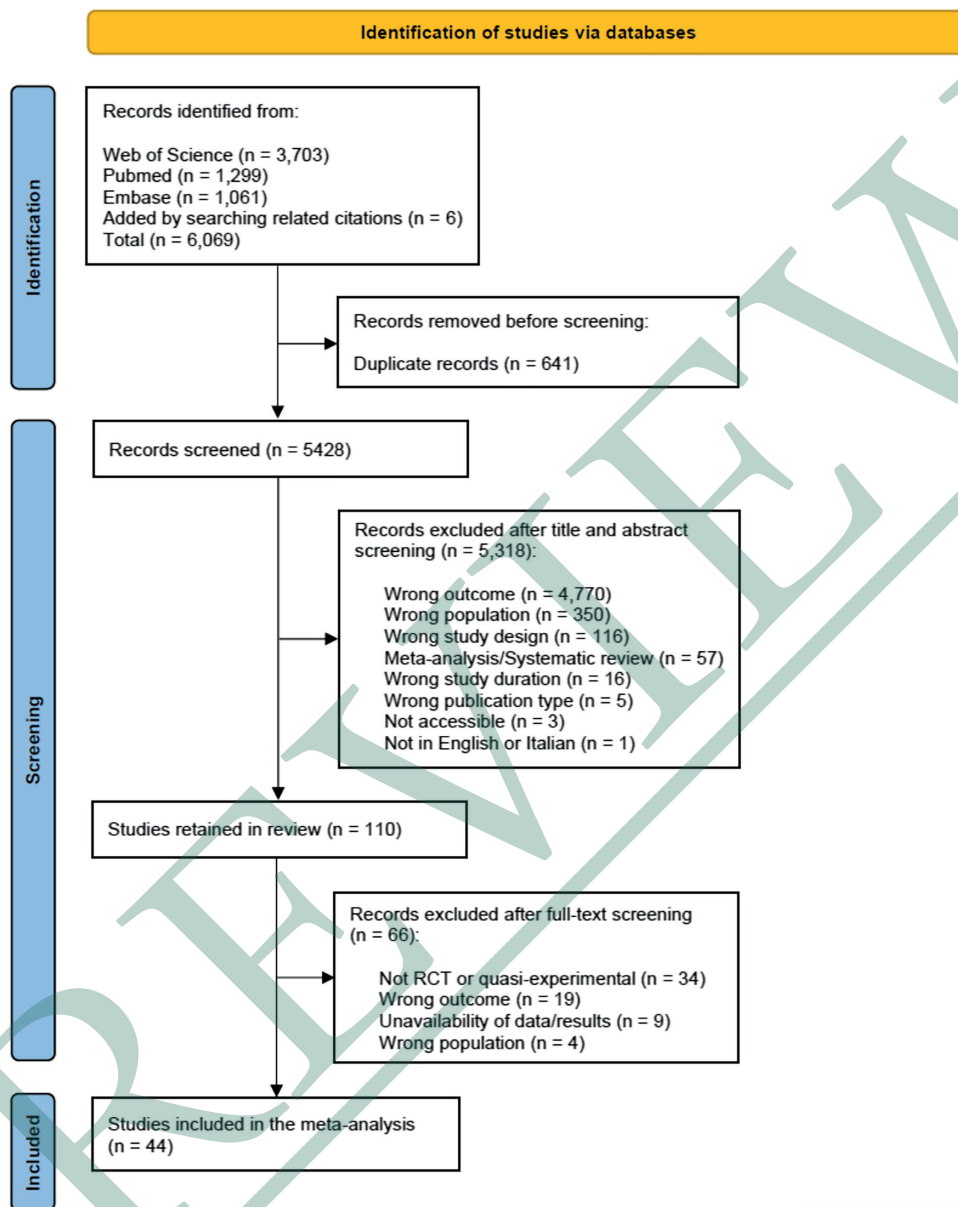 Identification of studies via databases
Identification
Records identified from:
Web of Science (n = 3,703)
Pubmed (n = 1,299)
Embase (n = 1,061)
Added by searching related citations (n = 6)
Total (n = 6,069)
Records removed before screening:
Duplicate records (n = 641)
Screening
Records screened (n = 5428)
Records excluded after title and abstract
screening (n = 5,318):
Wrong outcome (n = 4,770)
Wrong population (n = 350)
Wrong study design (n = 116)
Meta-analysis/Systematic review (n = 57)
Wrong study duration (n = 16)
Wrong publication type (n = 5)
Not accessible (n = 3)
Not in English or Italian (n = 1)
Studies retained in review (n = 110)
Records excluded after full-text screening
(n = 66):
Not RCT or quasi-experimental (n = 34)
Wrong outcome (n = 19)
Unavailability of data/results (n = 9)
Wrong population (n = 4)
Included
Studies included in the meta-analysis
(n = 44)
REVIEW